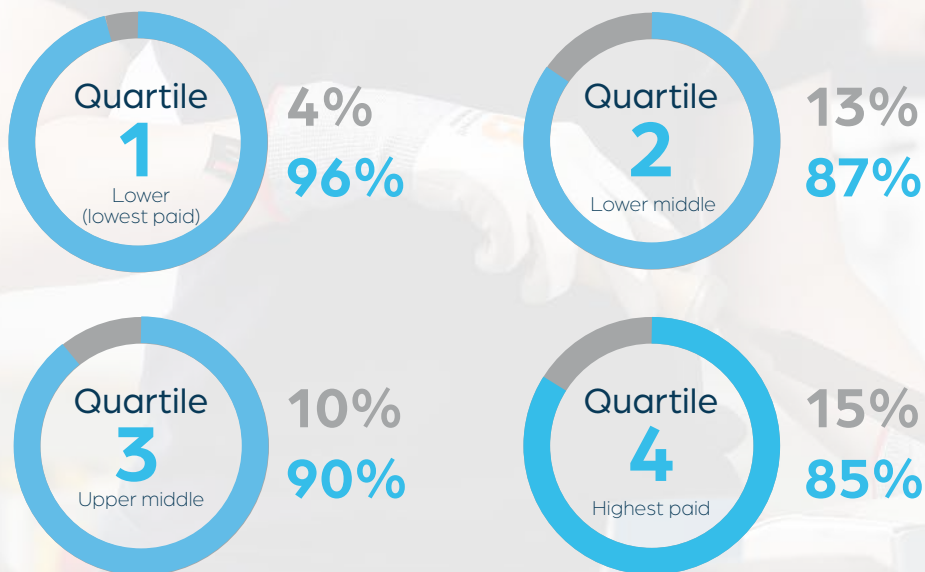 Quartile
1
Lower
(lowest paid)
4%
96%
Quartile
2
Lower middle
13%
87%
Quartile
3
Upper middle
10%
90%
Quartile
4
Highest paid
15%
85%